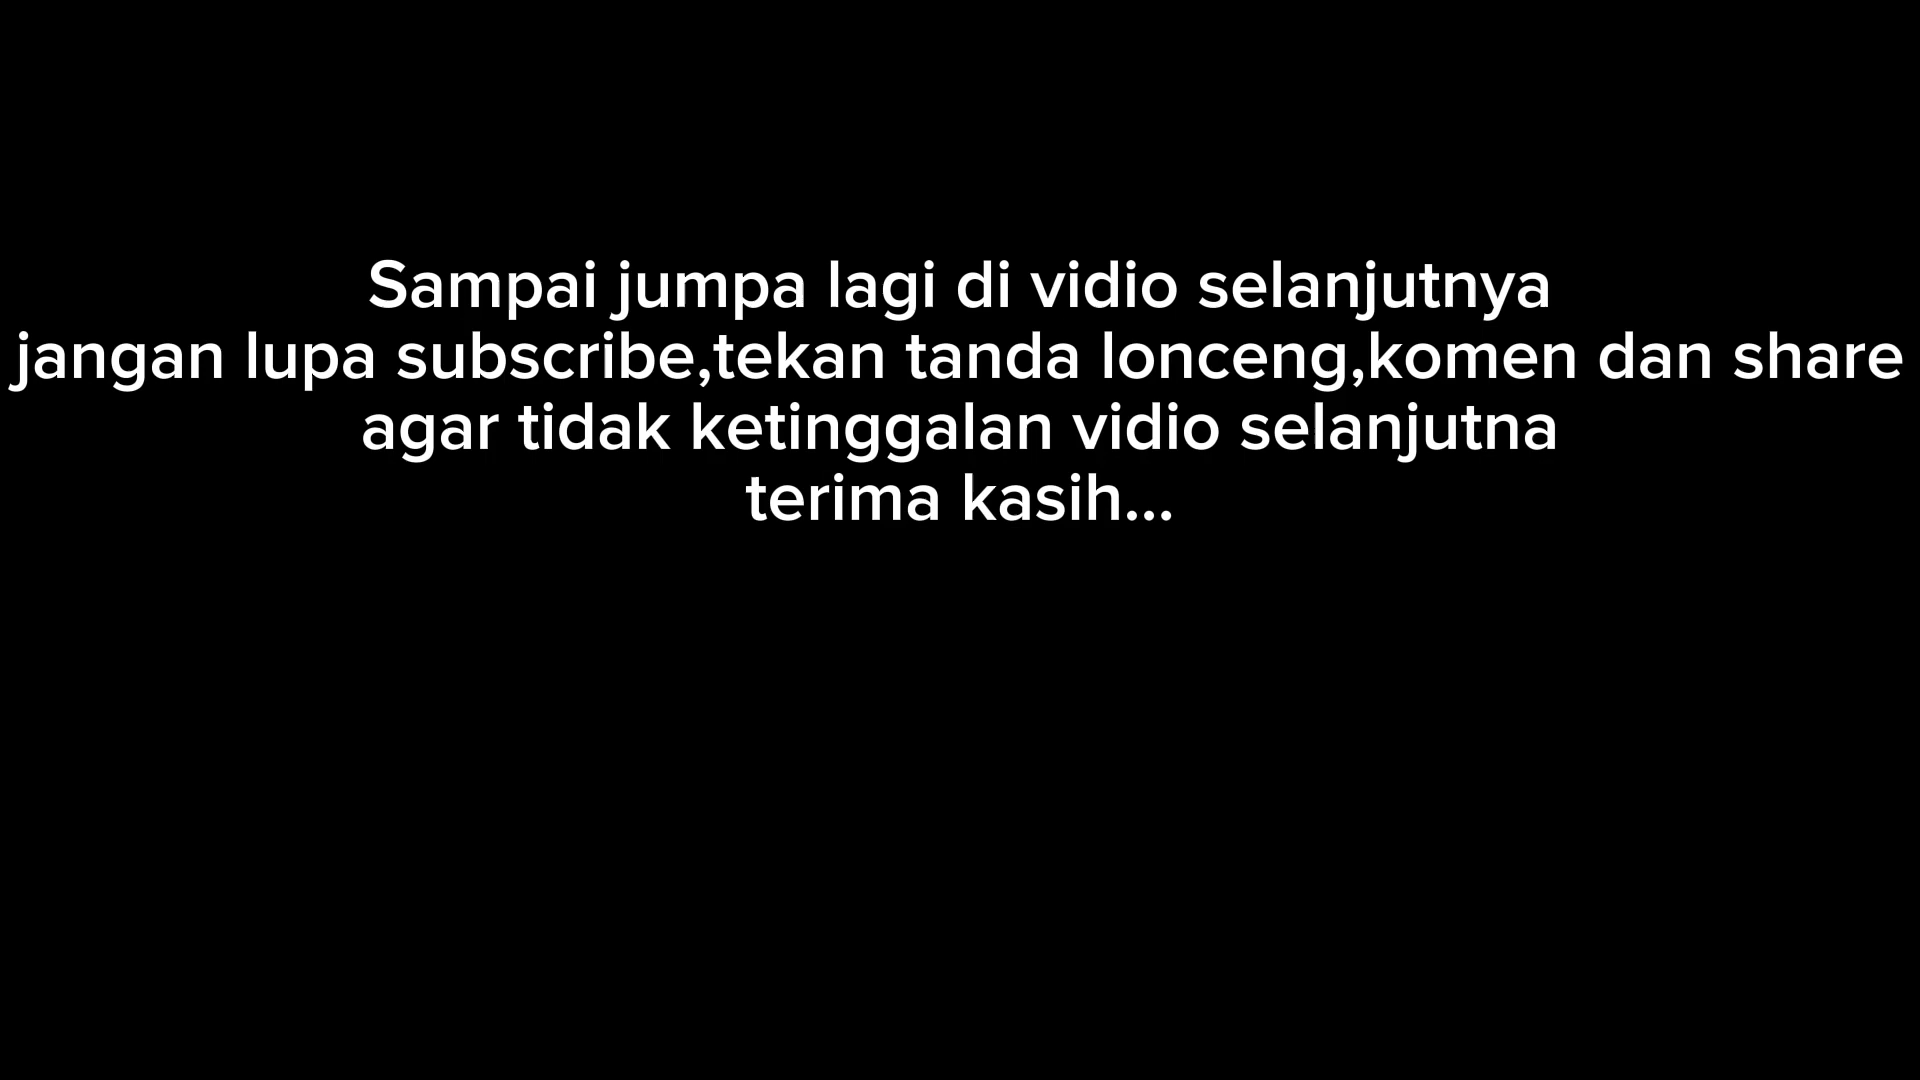 Sampai jumpa lagi di vidio selanjutnya
jangan lupa subscribe,tekan tanda lonceng,komen dan share
agar tidak ketinggalan vidio selanjutna
terima kasih...